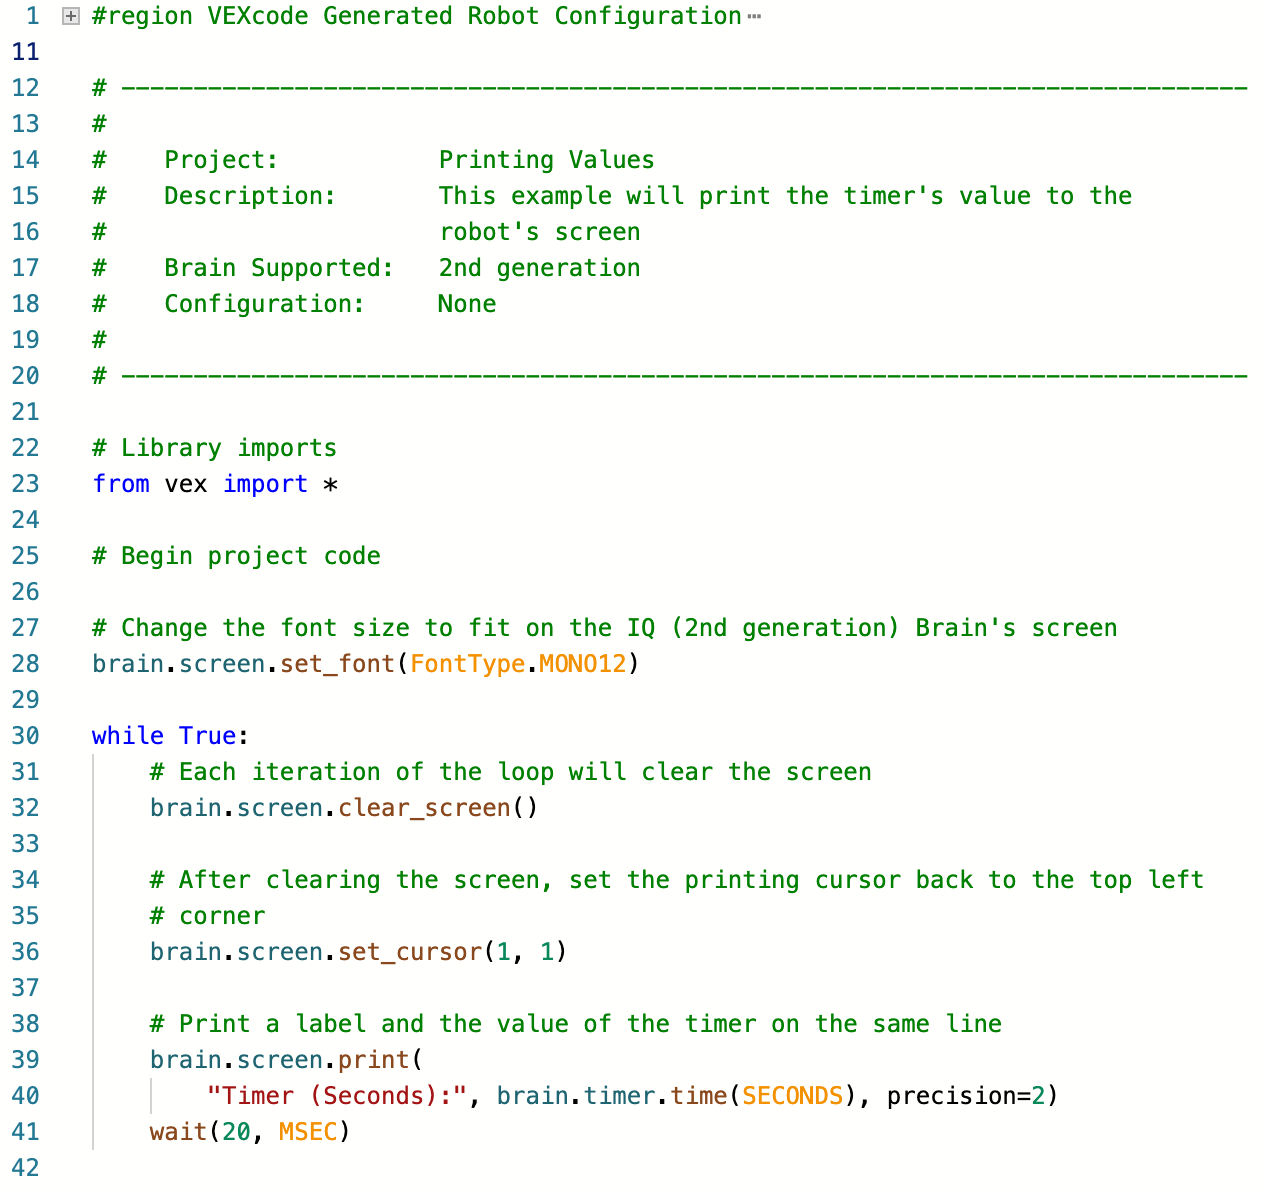 1 #region VEXcode Generated Robot Configuration…
11
12 # ------------------------------------------------------------------------------
13 #
14 #    Project:           Printing Values
15 #    Description:       This example will print the timer's value to the
16 #                       robot's screen
17 #    Brain Supported:   2nd generation
18 #    Configuration:     None
19 #
20 # ------------------------------------------------------------------------------
21
22 # Library imports
23 from vex import *
24
25 # Begin project code
26
27 # Change the font size to fit on the IQ (2nd generation) Brain's screen
28 brain.screen.set_font(FontType.MONO12)
29
30 while True:
31     # Each iteration of the loop will clear the screen
32     brain.screen.clear_screen()
33
34     # After clearing the screen, set the printing cursor back to the top left
35     # corner
36     brain.screen.set_cursor(1, 1)
37
38     # Print a label and the value of the timer on the same line
39     brain.screen.print(
40         "Timer (Seconds):", brain.timer.time(SECONDS), precision=2)
41     wait(20, MSEC)
42